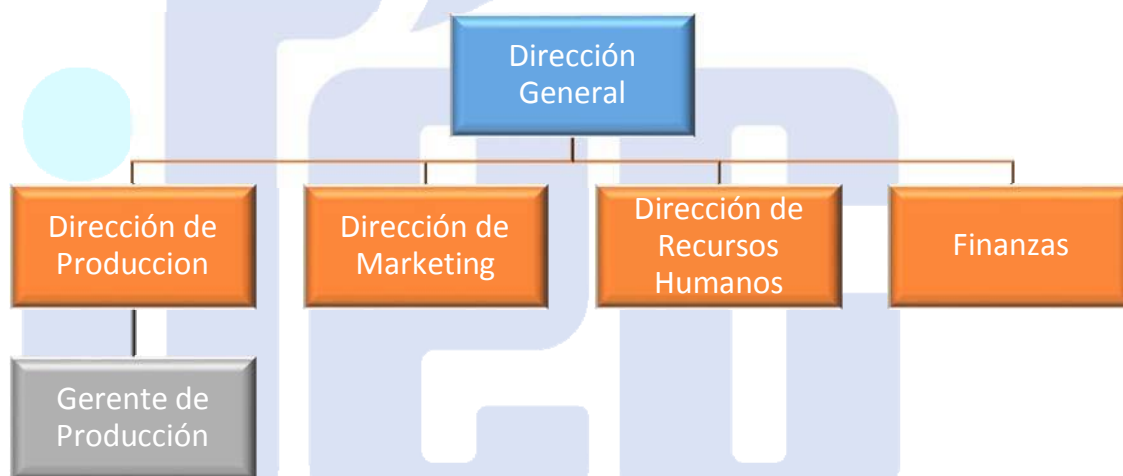 Dirección
General
Dirección de
Produccion
Dirección de
Marketing
Dirección de
Recursos
Humanos
Finanzas
Gerente de
Producción